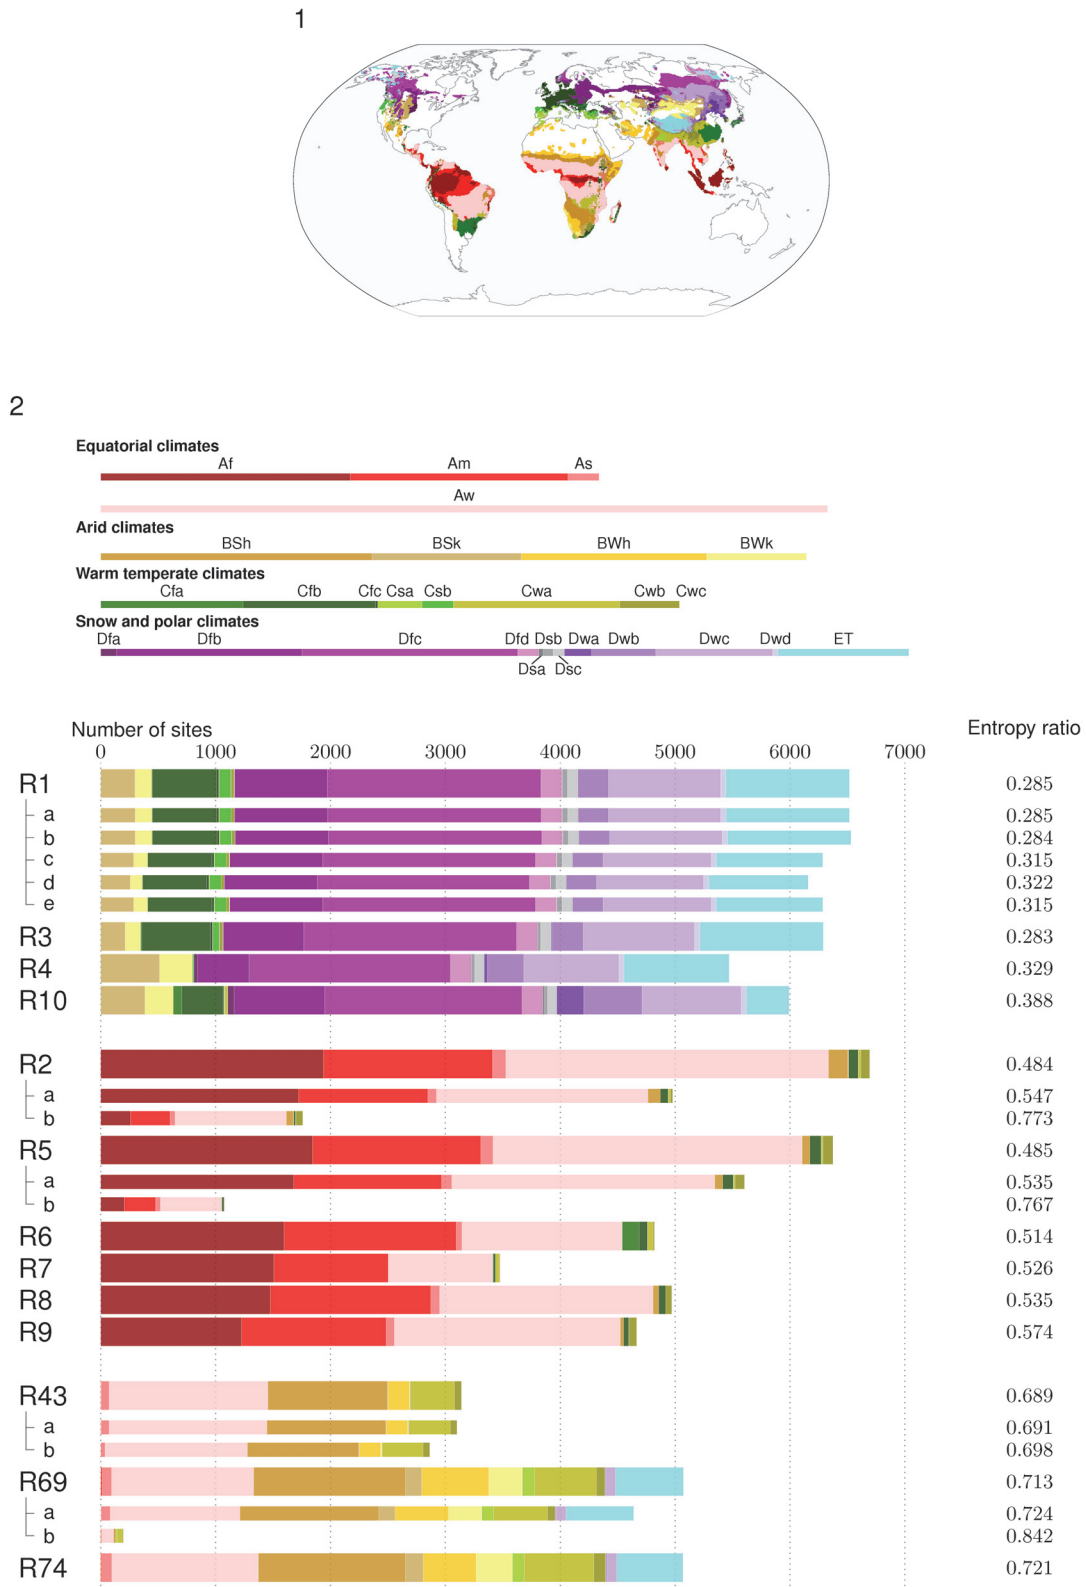 1
2
Equatorial climates
Af Am As
Aw
Arid climates
BSh BSk BWh BWk
Warm temperate climates
Cfa Cfb Cfc Csa Csb Cwa Cwb Cwc
Snow and polar climates
Dfa Dfb Dfc Dfd Dsb Dwa Dwb Dwc Dwd ET
Dsa Dsc
Number of sites Entropy ratio
0 1000 2000 3000 4000 5000 6000 7000
R1 0.285
a 0.285
b 0.284
c 0.315
d 0.322
e 0.315
R3 0.283
R4 0.329
R10 0.388
R2 0.484
a 0.547
b 0.773
R5 0.485
a 0.535
b 0.767
R6 0.514
R7 0.526
R8 0.535
R9 0.574
R43 0.689
a 0.691
b 0.698
R69 0.713
a 0.724
b 0.842
R74 0.721